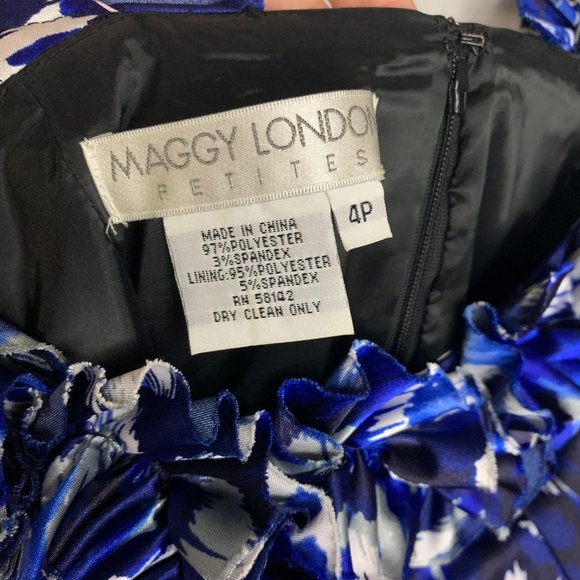 MAGGY LONDON
PETITES
4P
MADE IN CHINA
97%POLYESTER
3%SPANDEX
LINING:95%POLYESTER
5%SPANDEX
RN 58142
DRY CLEAN ONLY